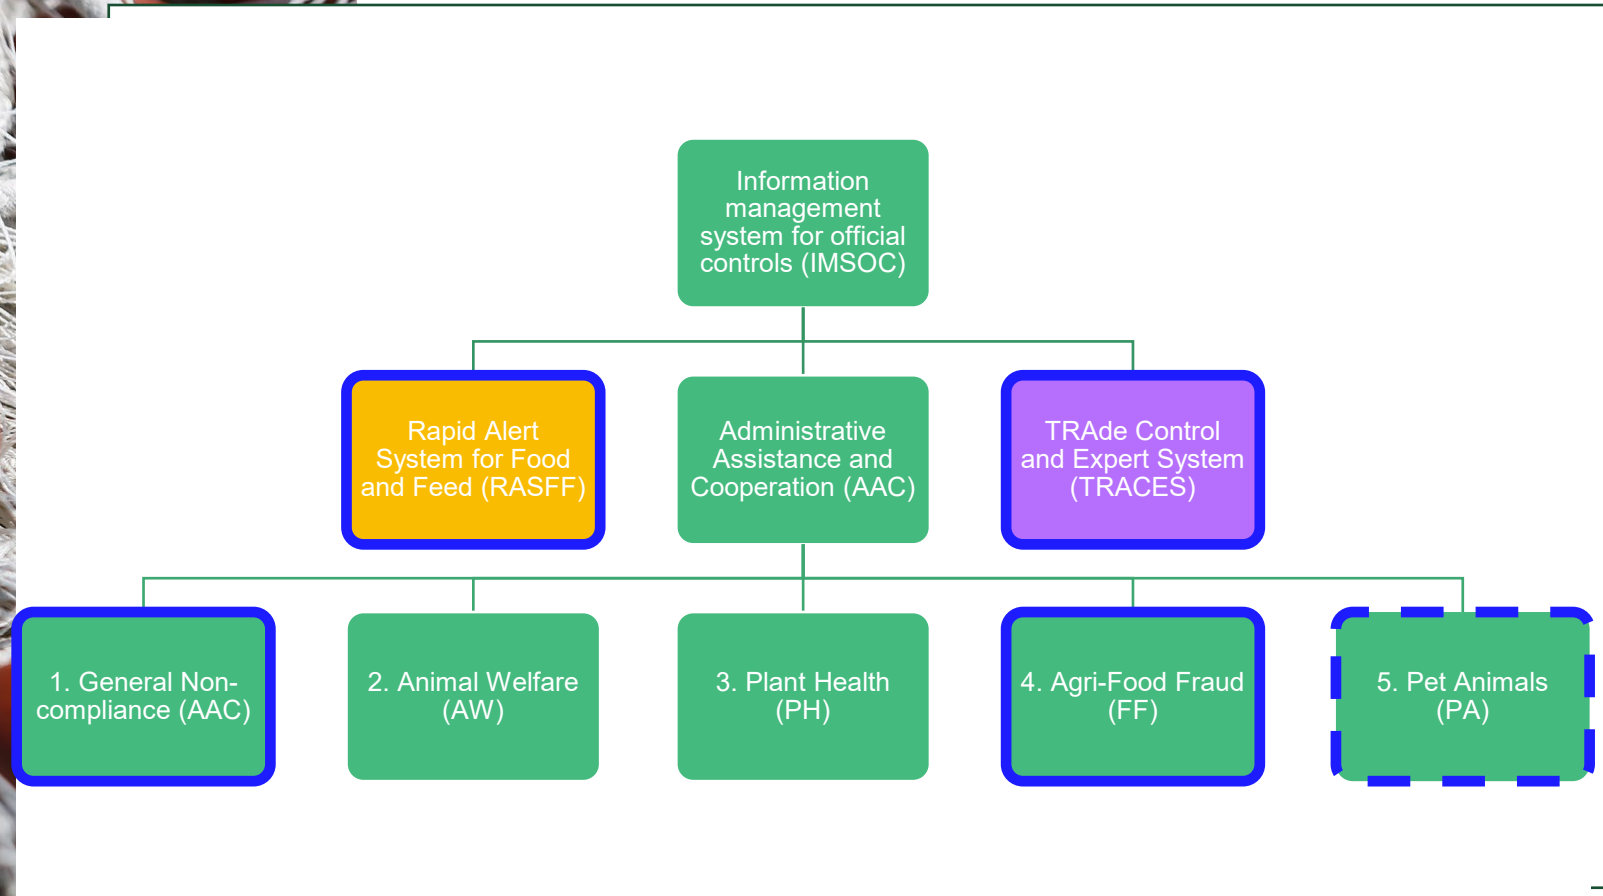 Information
management
system for official
controls (IMSOC)
Rapid Alert
System for Food
and Feed (RASFF)
Administrative
Assistance and
Cooperation (AAC)
TRAde Control
and Expert System
(TRACES)
1. General Non-
compliance (AAC)
2. Animal Welfare
(AW)
3. Plant Health
(PH)
4. Agri-Food Fraud
(FF)
5. Pet Animals
(PA)